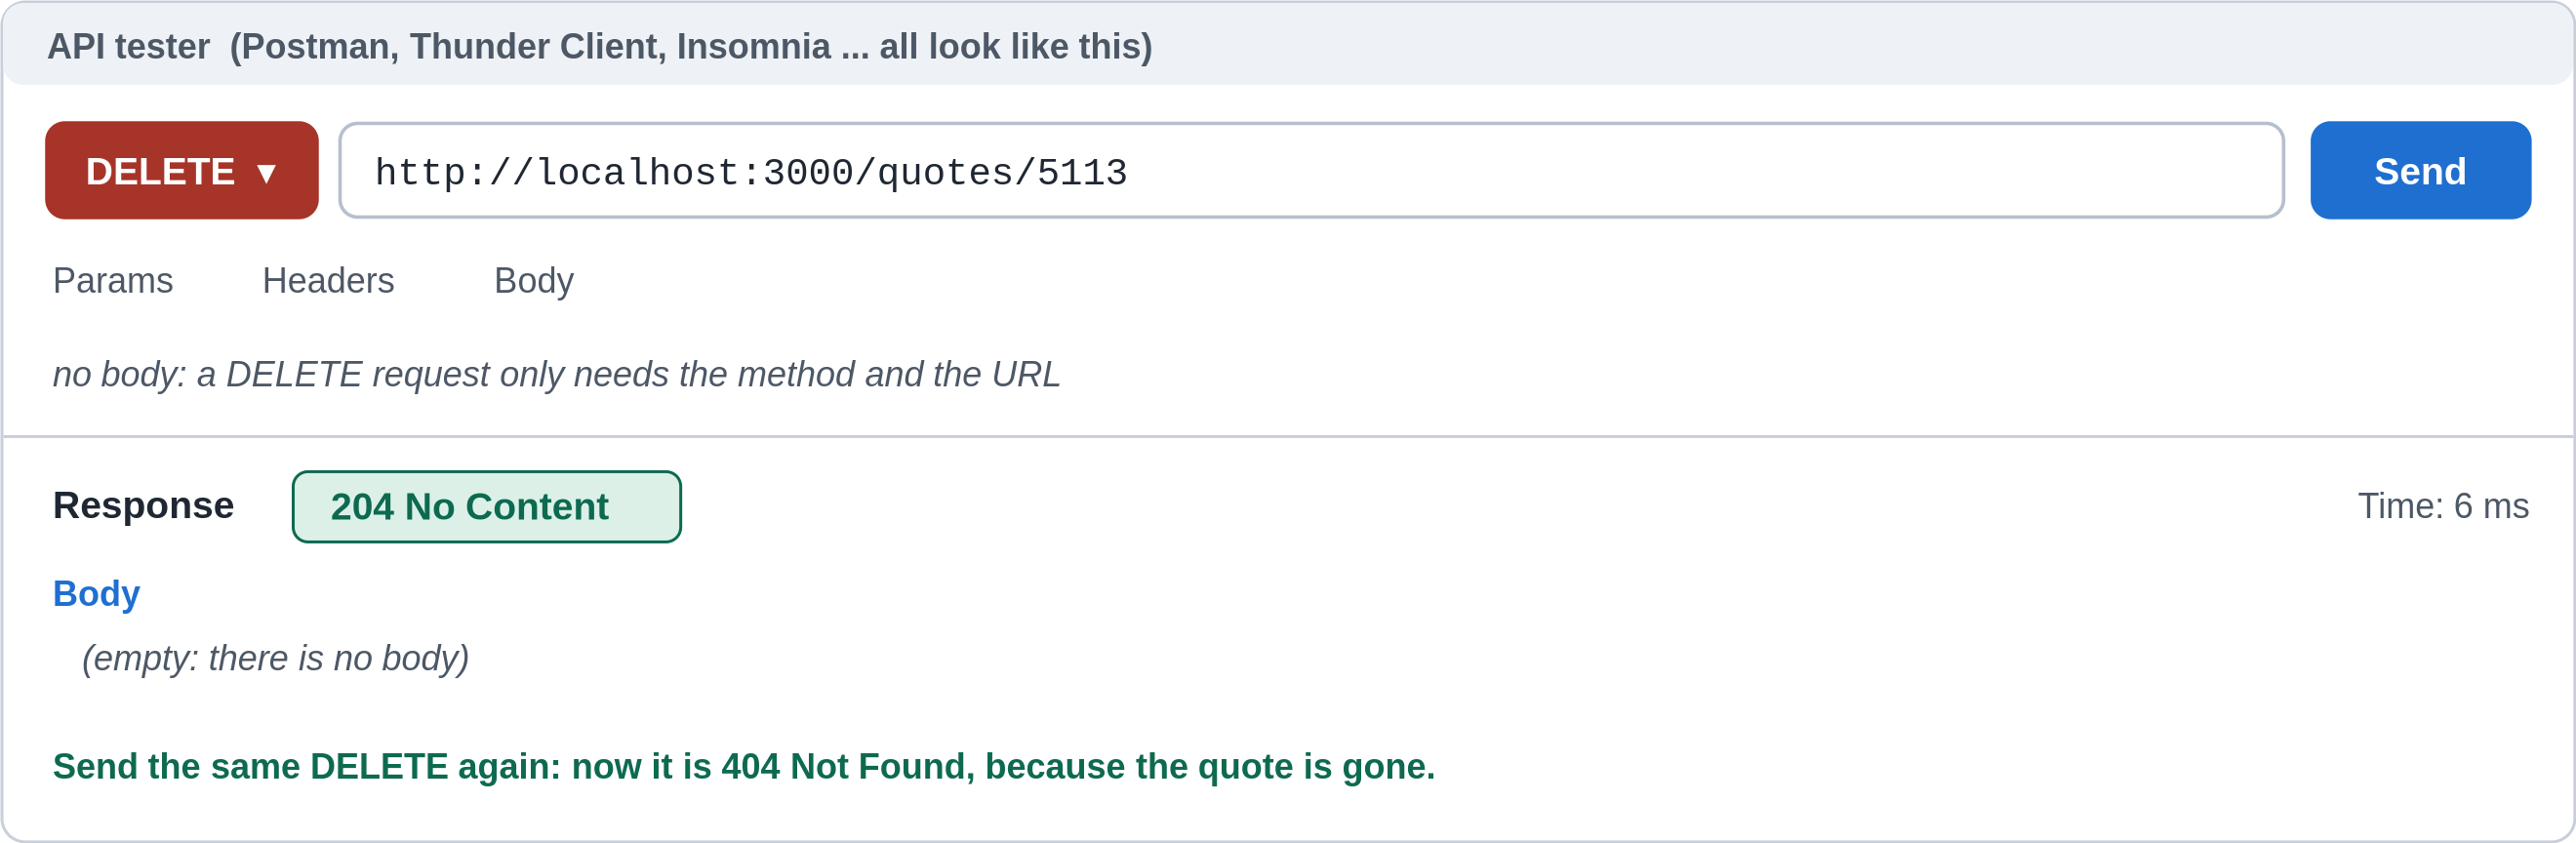 API tester  (Postman, Thunder Client, Insomnia ... all look like this)
DELETE ▼ http://localhost:3000/quotes/5113 Send
Params Headers Body
no body: a DELETE request only needs the method and the URL
Response 204 No Content Time: 6 ms
Body
(empty: there is no body)
Send the same DELETE again: now it is 404 Not Found, because the quote is gone.